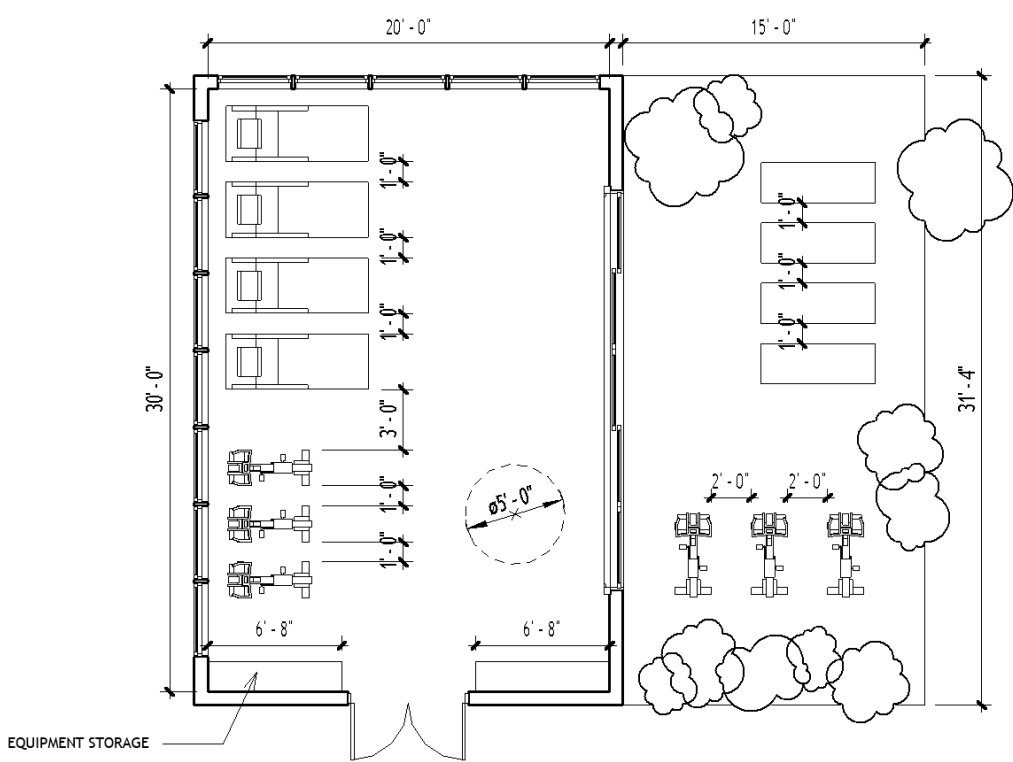 20' - 0"
15' - 0"
1' - 0"
1' - 0"
1' - 0"
1' - 0"
1' - 0"
1' - 0"
30' - 0"
31' - 4"
3' - 0"
2' - 0"
2' - 0"
ø5' - 0"
1' - 0"
1' - 0"
6' - 8"
6' - 8"
EQUIPMENT STORAGE